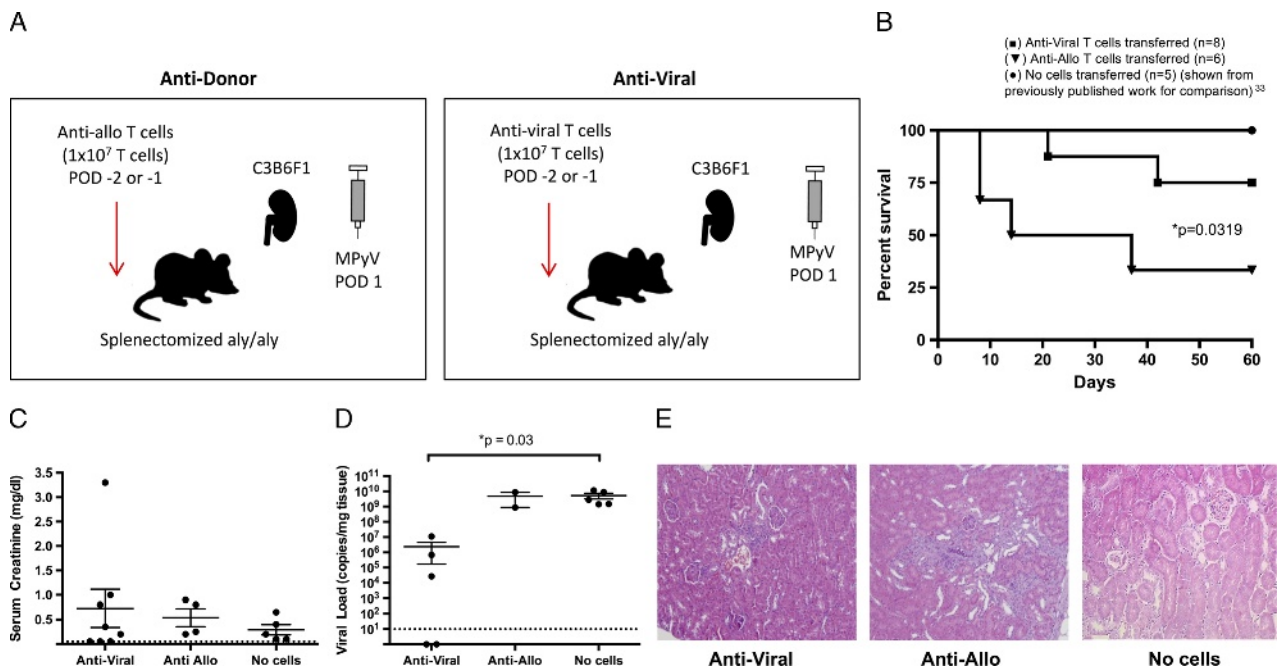 A
Anti-Donor
Anti-allo T cells
(1x10⁷ T cells)
POD -2 or -1
C3B6F1
MPyV
POD 1
Splenectomized aly/aly
Anti-Viral
Anti-viral T cells
(1x10⁷ T cells)
POD -2 or -1
C3B6F1
MPyV
POD 1
Splenectomized aly/aly
B
(■) Anti-Viral T cells transferred (n=8)
(▼) Anti-Allo T cells transferred (n=6)
(●) No cells transferred (n=5) (shown from
previously published work for comparison) ³³
Percent survival
100
75
50
25
0
*p=0.0319
0 10 20 30 40 50 60
Days
C
Serum Creatinine (mg/dl)
3.5
3.0
2.5
2.0
1.5
1.0
0.5
Anti-Viral Anti Allo No cells
D
*p = 0.03
Viral Load (copies/mg tissue)
10¹¹
10¹⁰
10⁹
10⁸
10⁷
10⁶
10⁵
10⁴
10³
10²
10¹
Anti-Viral Anti-Allo No cells
E
Anti-Viral Anti-Allo No cells